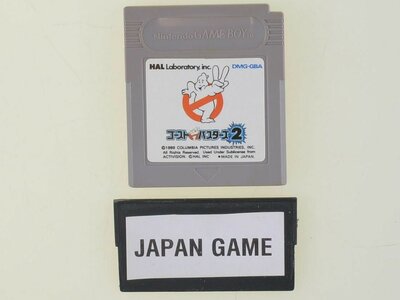 Nintendo GAME BOY
HAL Laboratory, inc. DMG-GBA
ゴーストバスターズ2
©1989 COLUMBIA PICTURES INDUSTRIES, INC.
All Rights Reserved. Used Under Sublicense from
ACTIVISION. ©HAL INC ■ MADE IN JAPAN.
JAPAN GAME